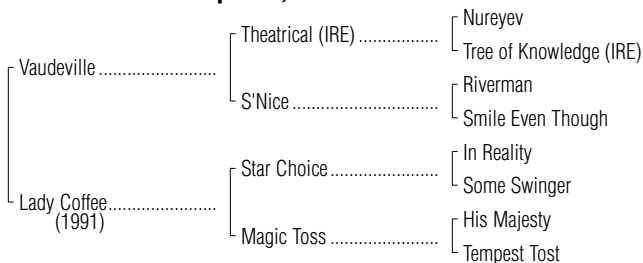 Vaudeville
Lady Coffee
(1991)
Theatrical (IRE)
S'Nice
Star Choice
Magic Toss
Nureyev
Tree of Knowledge (IRE)
Riverman
Smile Even Though
In Reality
Some Swinger
His Majesty
Tempest Tost